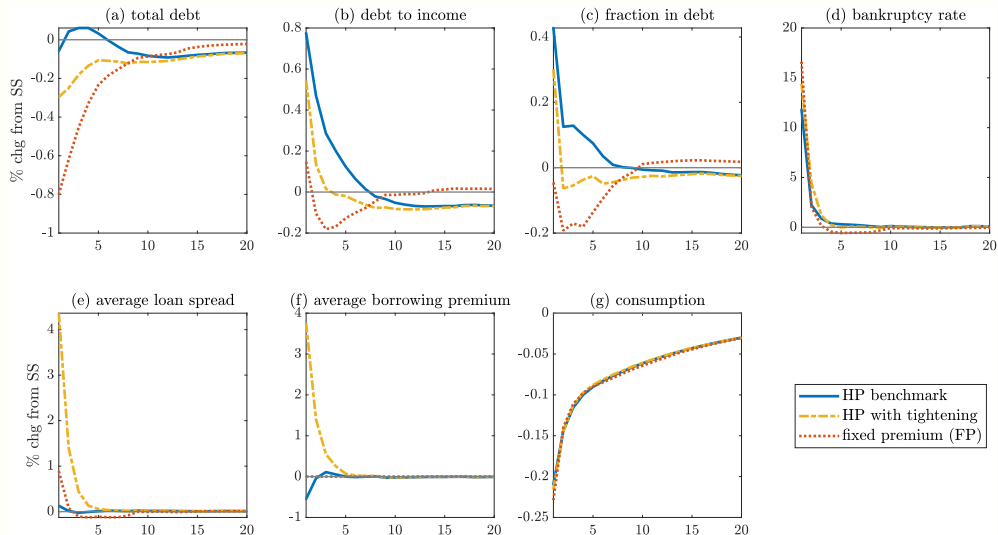 (a) total debt
(b) debt to income
(c) fraction in debt
(d) bankruptcy rate
% chg from SS
0
-0.2
-0.4
-0.6
-0.8
-1
5 10 15 20
0.8
0.6
0.4
0.2
0
-0.2
5 10 15 20
0.4
0.2
0
-0.2
5 10 15 20
20
15
10
5
0
5 10 15 20
(e) average loan spread
(f) average borrowing premium
(g) consumption
% chg from SS
4
3
2
1
0
5 10 15 20
4
3
2
1
0
-1
5 10 15 20
0
-0.05
-0.1
-0.15
-0.2
-0.25
5 10 15 20
HP benchmark
HP with tightening
fixed premium (FP)